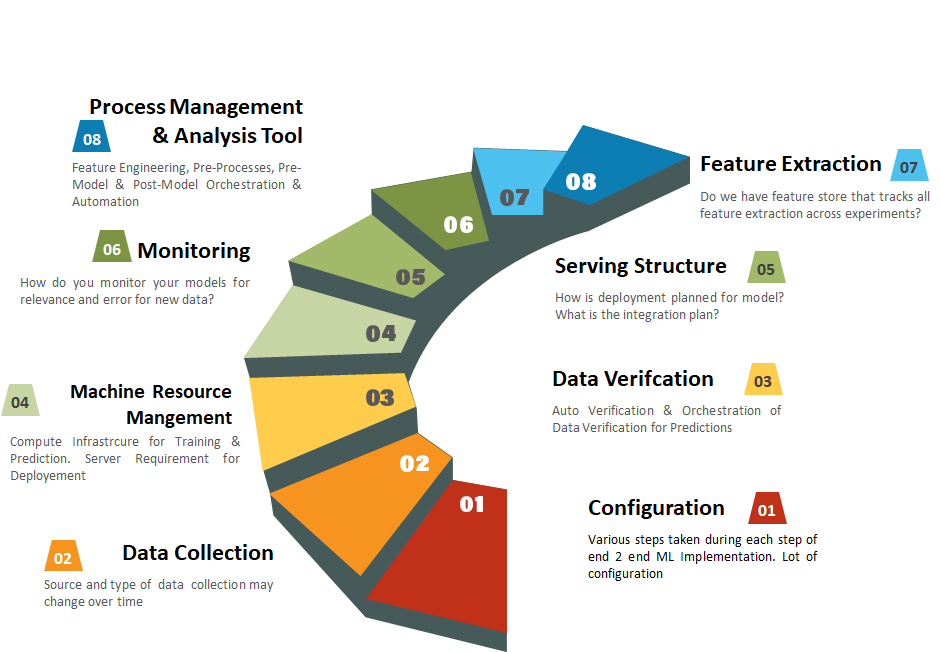 Process Management
& Analysis Tool
08
Feature Engineering, Pre-Processes, Pre-
Model & Post-Model Orchestration &
Automation
06
Monitoring
How do you monitor your models for
relevance and error for new data?
04
Machine Resource
Mangement
Compute Infrastrcure for Training &
Prediction. Server Requirement for
Deployement
02
Data Collection
Source and type of data collection may
change over time
08
07
06
05
04
03
02
01
Feature Extraction
07
Do we have feature store that tracks all
feature extraction across experiments?
Serving Structure
05
How is deployment planned for model?
What is the integration plan?
Data Verifcation
03
Auto Verification & Orchestration of
Data Verification for Predictions
Configuration
01
Various steps taken during each step of
end 2 end ML Implementation. Lot of
configuration